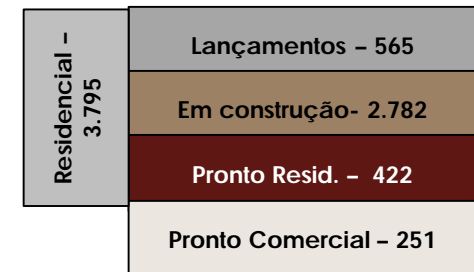 Residencial –
3.795
Lançamentos – 565
Em construção- 2.782
Pronto Resid. – 422
Pronto Comercial – 251